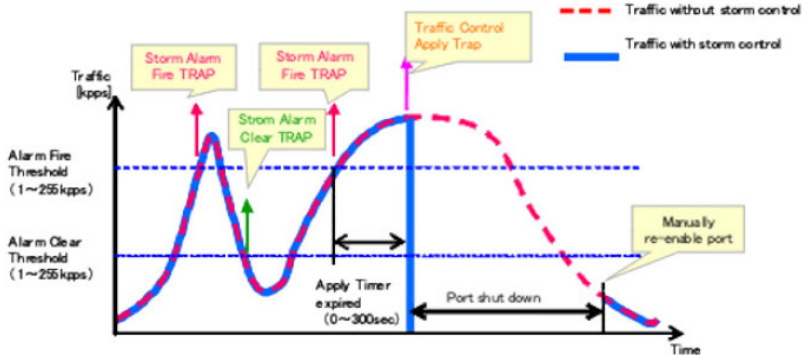 Traffic without storm control
Traffic with storm control
Storm Alarm
Fire TRAP
Storm Alarm
Fire TRAP
Traffic Control
Apply Trap
Strom Alarm
Clear TRAP
Traffic
[kpps]
Alarm Fire
Threshold
(1～255kpps)
Alarm Clear
Threshold
(1～255kpps)
Manually
re-enable port
Apply Timer
expired
(0～300sec)
Port shut down
Time